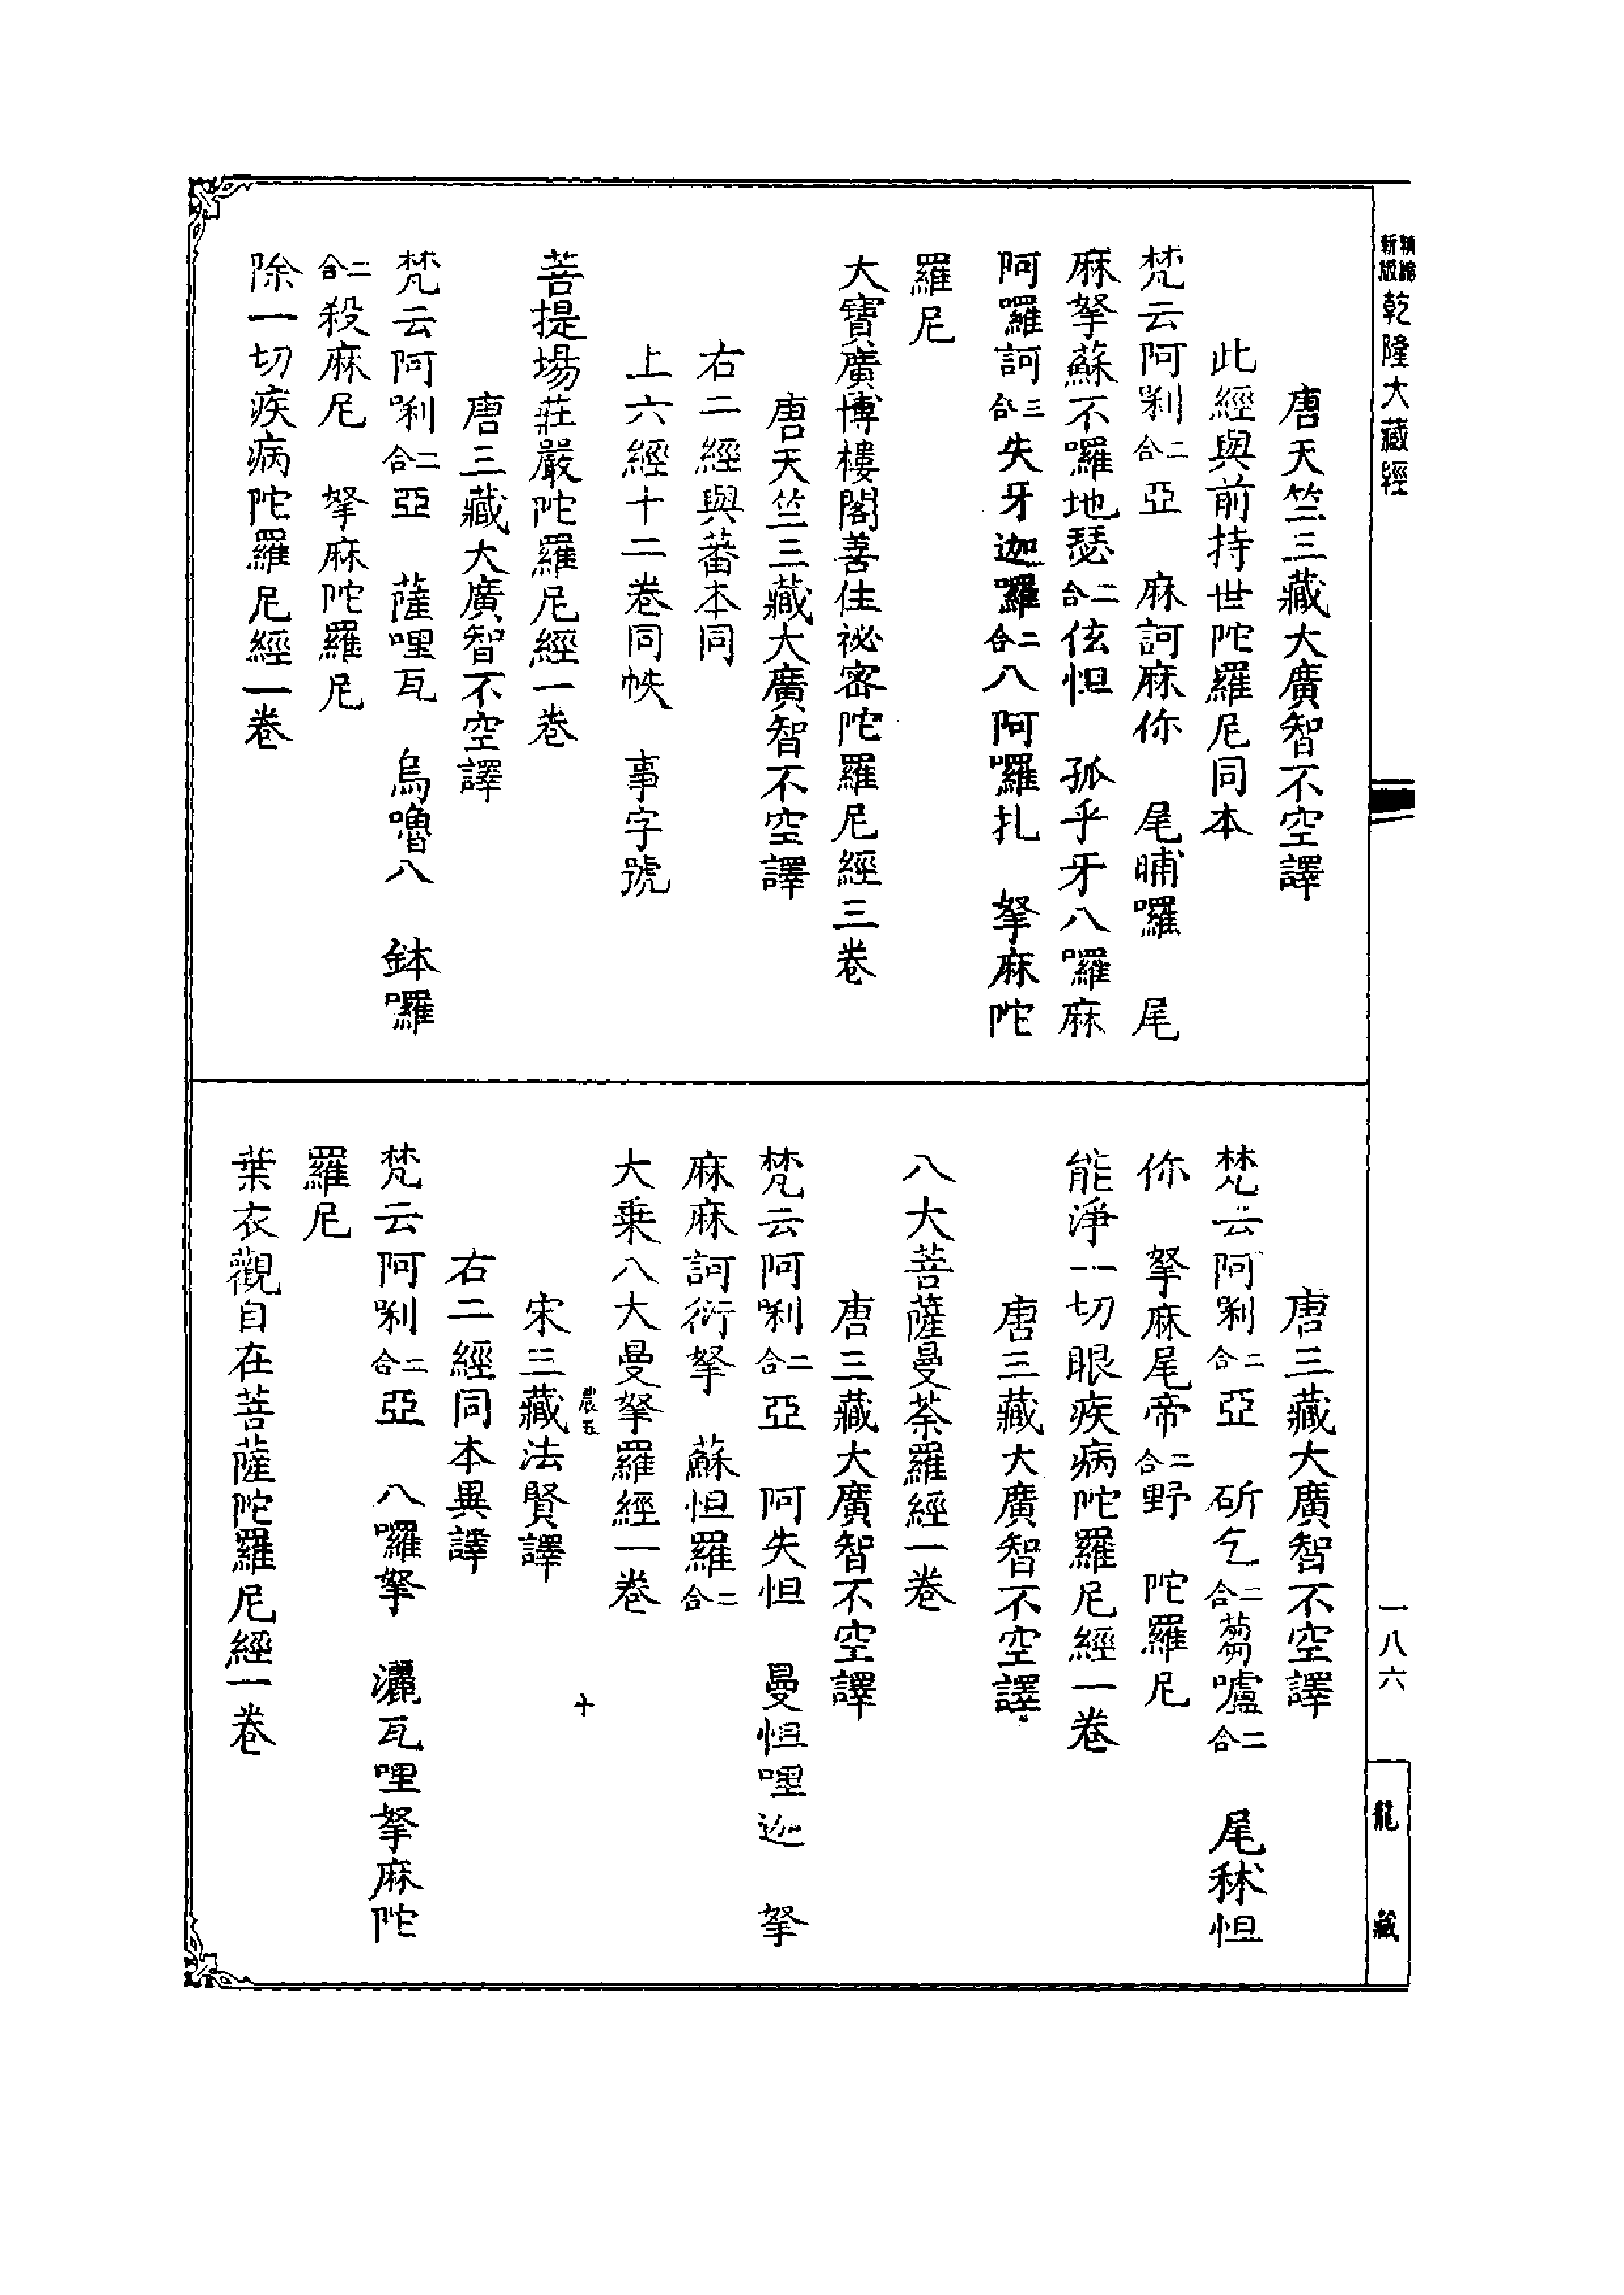 新版精縮乾隆大藏經
唐天竺三藏大廣智不空譯
此經與前持世陀羅尼同本
梵云阿唎二合亞　麻訶麻你　尾晡囉　尾
麻拏蘇不囉地瑟二合伭怛　孤乎牙八囉麻
阿囉訶三合失牙迦囉二合八阿囉扎　拏麻陀
羅尼
大寶廣博樓閣善住祕密陀羅尼經三卷
唐天竺三藏大廣智不空譯
右二經與蕃本同
上六經十二卷同帙　事字號
菩提場莊嚴陀羅尼經一卷
唐三藏大廣智不空譯
梵云阿唎二合亞　薩哩瓦　烏嚕八　鉢囉
二合殺麻尼　拏麻陀羅尼
除一切疾病陀羅尼經一卷
唐三藏大廣智不空譯
梵云阿唎二合亞　斫乞二合蒭嚧二合　尾秫怛
你　拏麻尾帝二合野　陀羅尼
能淨一切眼疾病陀羅尼經一卷
唐三藏大廣智不空譯
八大菩薩曼荼羅經一卷
唐三藏大廣智不空譯
梵云阿唎二合亞　阿失怛　曼怛哩迦　拏
麻麻訶衍拏　蘇怛羅二合
大乗八大曼拏羅經一卷
農五　十
宋三藏法賢譯
右二經同本異譯
梵云阿唎二合亞　八囉拏　灑瓦哩拏麻陀
羅尼
葉衣觀自在菩薩陀羅尼經一卷
一八六
龍藏